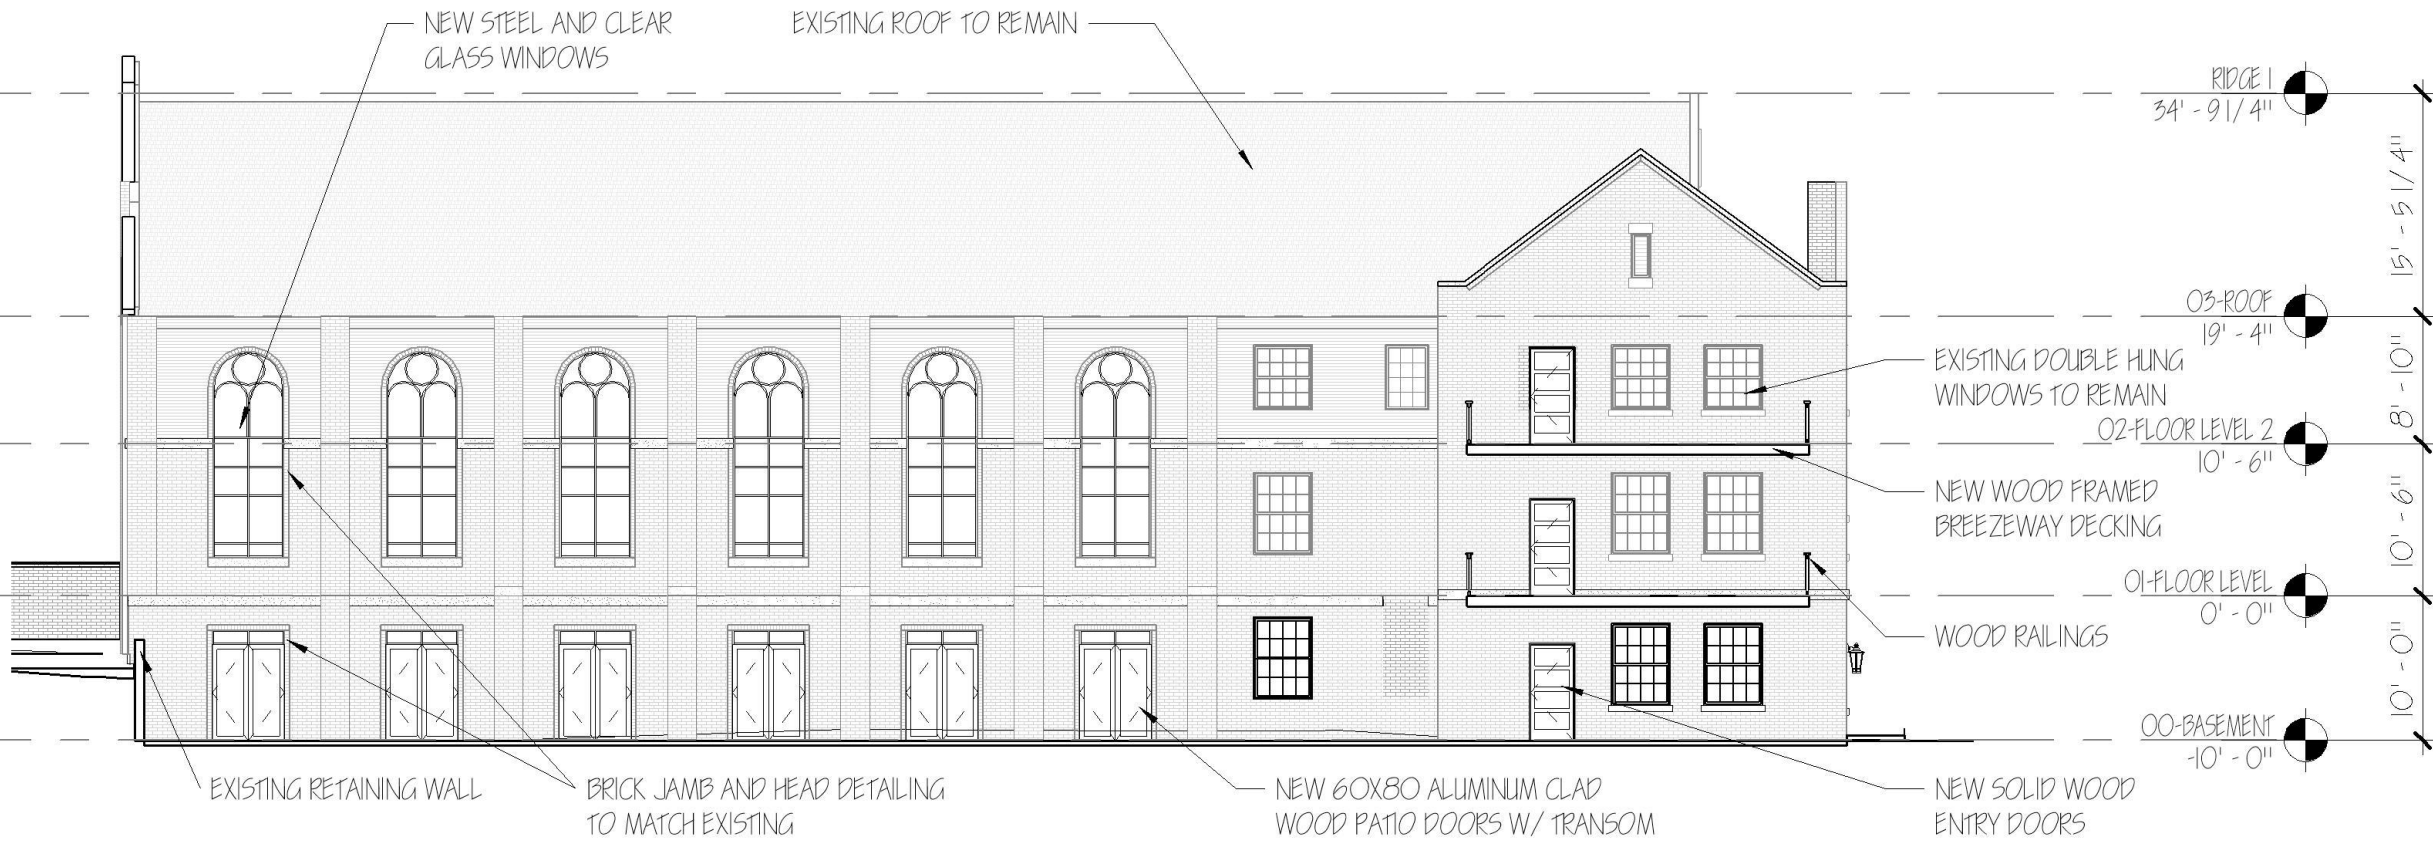 NEW STEEL AND CLEAR
GLASS WINDOWS
EXISTING ROOF TO REMAIN
RIDGE 1
34' - 9 1/4"
15' - 5 1/4"
03-ROOF
19' - 4"
EXISTING DOUBLE HUNG
WINDOWS TO REMAIN
8' - 10"
02-FLOOR LEVEL 2
10' - 6"
NEW WOOD FRAMED
BREEZEWAY DECKING
10' - 6"
01-FLOOR LEVEL
0' - 0"
WOOD RAILINGS
10' - 0"
00-BASEMENT
-10' - 0"
EXISTING RETAINING WALL
BRICK JAMB AND HEAD DETAILING
TO MATCH EXISTING
NEW 60X80 ALUMINUM CLAD
WOOD PATIO DOORS W/ TRANSOM
NEW SOLID WOOD
ENTRY DOORS